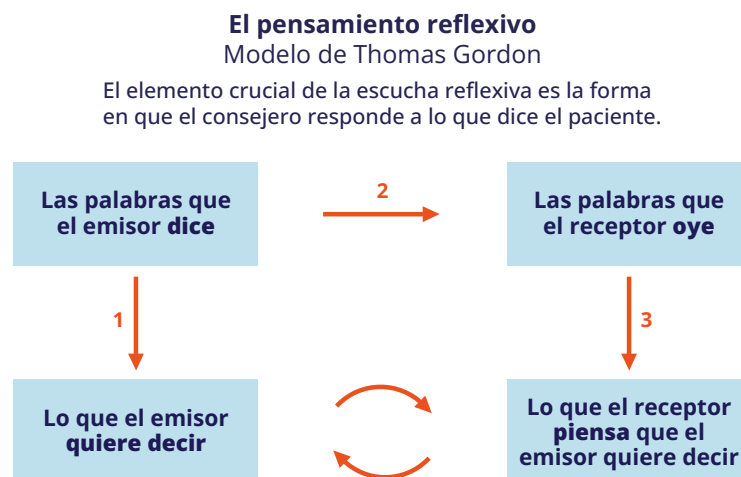 El pensamiento reflexivo
Modelo de Thomas Gordon
El elemento crucial de la escucha reflexiva es la forma
en que el consejero responde a lo que dice el paciente.
Las palabras que
el emisor dice
2
Las palabras que
el receptor oye
1
3
Lo que el emisor
quiere decir
Lo que el receptor
piensa que el
emisor quiere decir